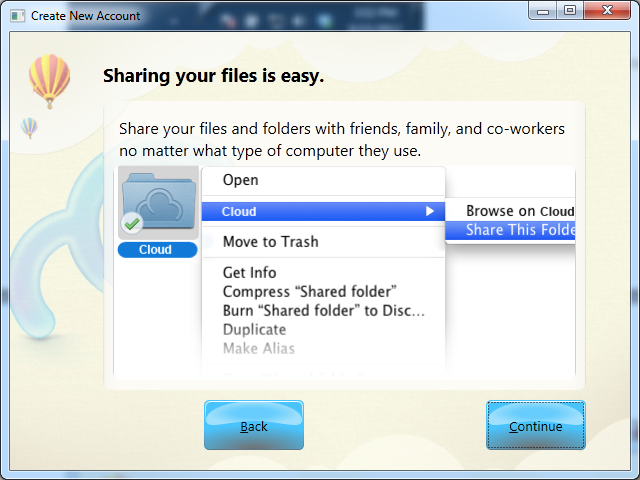 Create New Account
Sharing your files is easy.
Share your files and folders with friends, family, and co-workers
no matter what type of computer they use.
Open
Cloud
Browse on Cloud
Share This Folde
Cloud
Move to Trash
Get Info
Compress “Shared folder”
Burn “Shared folder” to Disc...
Duplicate
Make Alias
Back
Continue